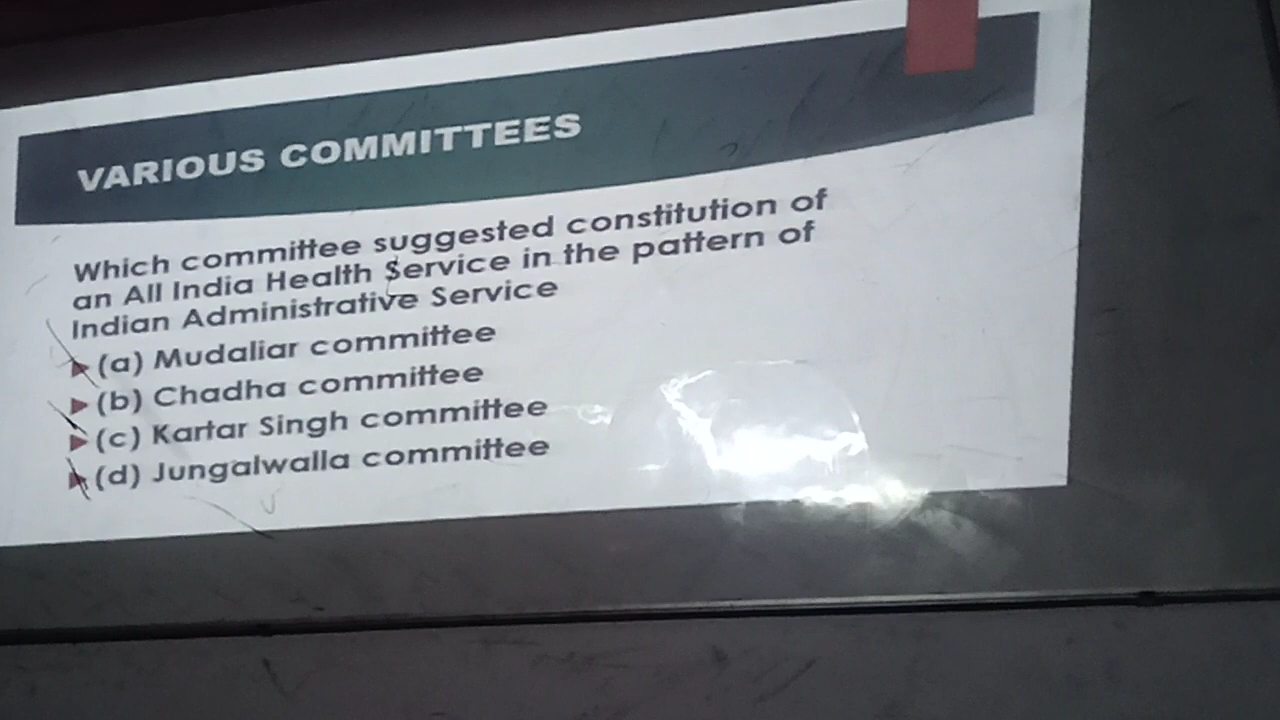 VARIOUS COMMITTEES
Which committee suggested constitution of
an All India Health Service in the pattern of
Indian Administrative Service
(a) Mudaliar committee
(b) Chadha committee
(c) Kartar Singh committee
(d) Jungalwalla committee